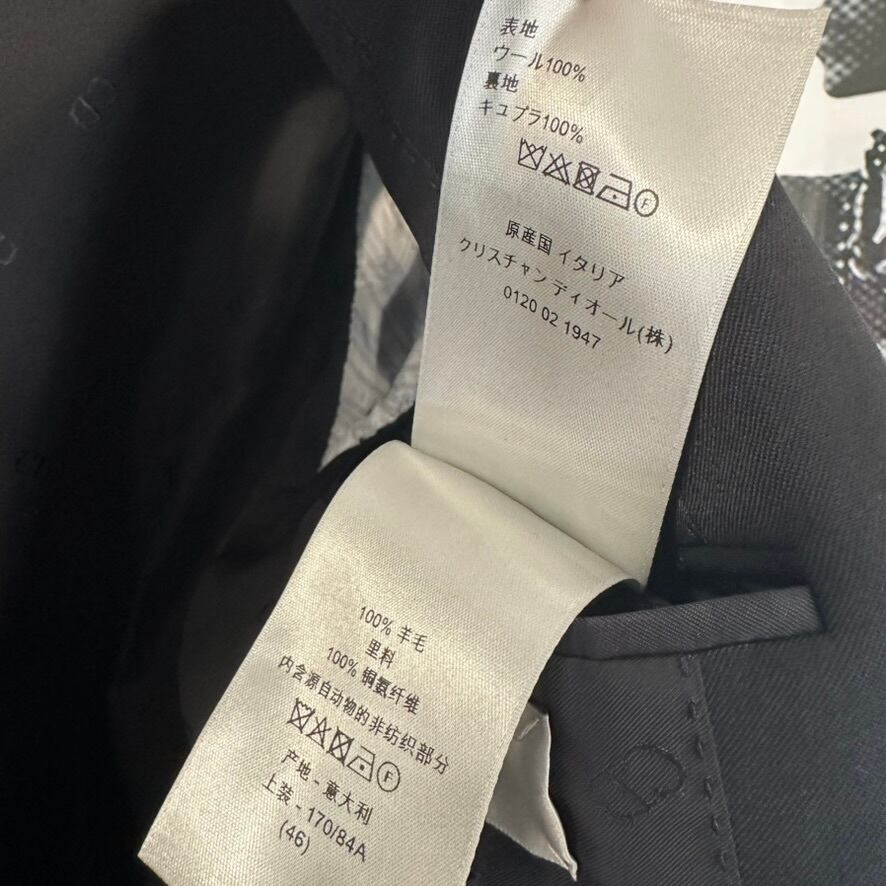 表地
ウール100%
裏地
キュプラ100%
F
原産国 イタリア
クリスチャンディオール(株)
0120 02 1947
100% 羊毛
里料
100% 铜氨纤维
内含源自动物的非纺织部分
F
产地 - 意大利
上装 - 170/84A
(46)